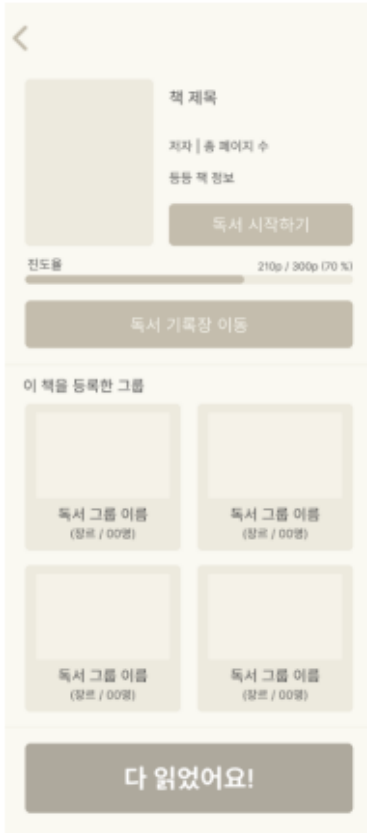 책 제목
저자 | 총 페이지 수
등등 책 정보
독서 시작하기
진도율
210p / 300p (70 %)
독서 기록장 이동
이 책을 등록한 그룹
독서 그룹 이름
(장르 / 00명)
독서 그룹 이름
(장르 / 00명)
독서 그룹 이름
(장르 / 00명)
독서 그룹 이름
(장르 / 00명)
다 읽었어요!